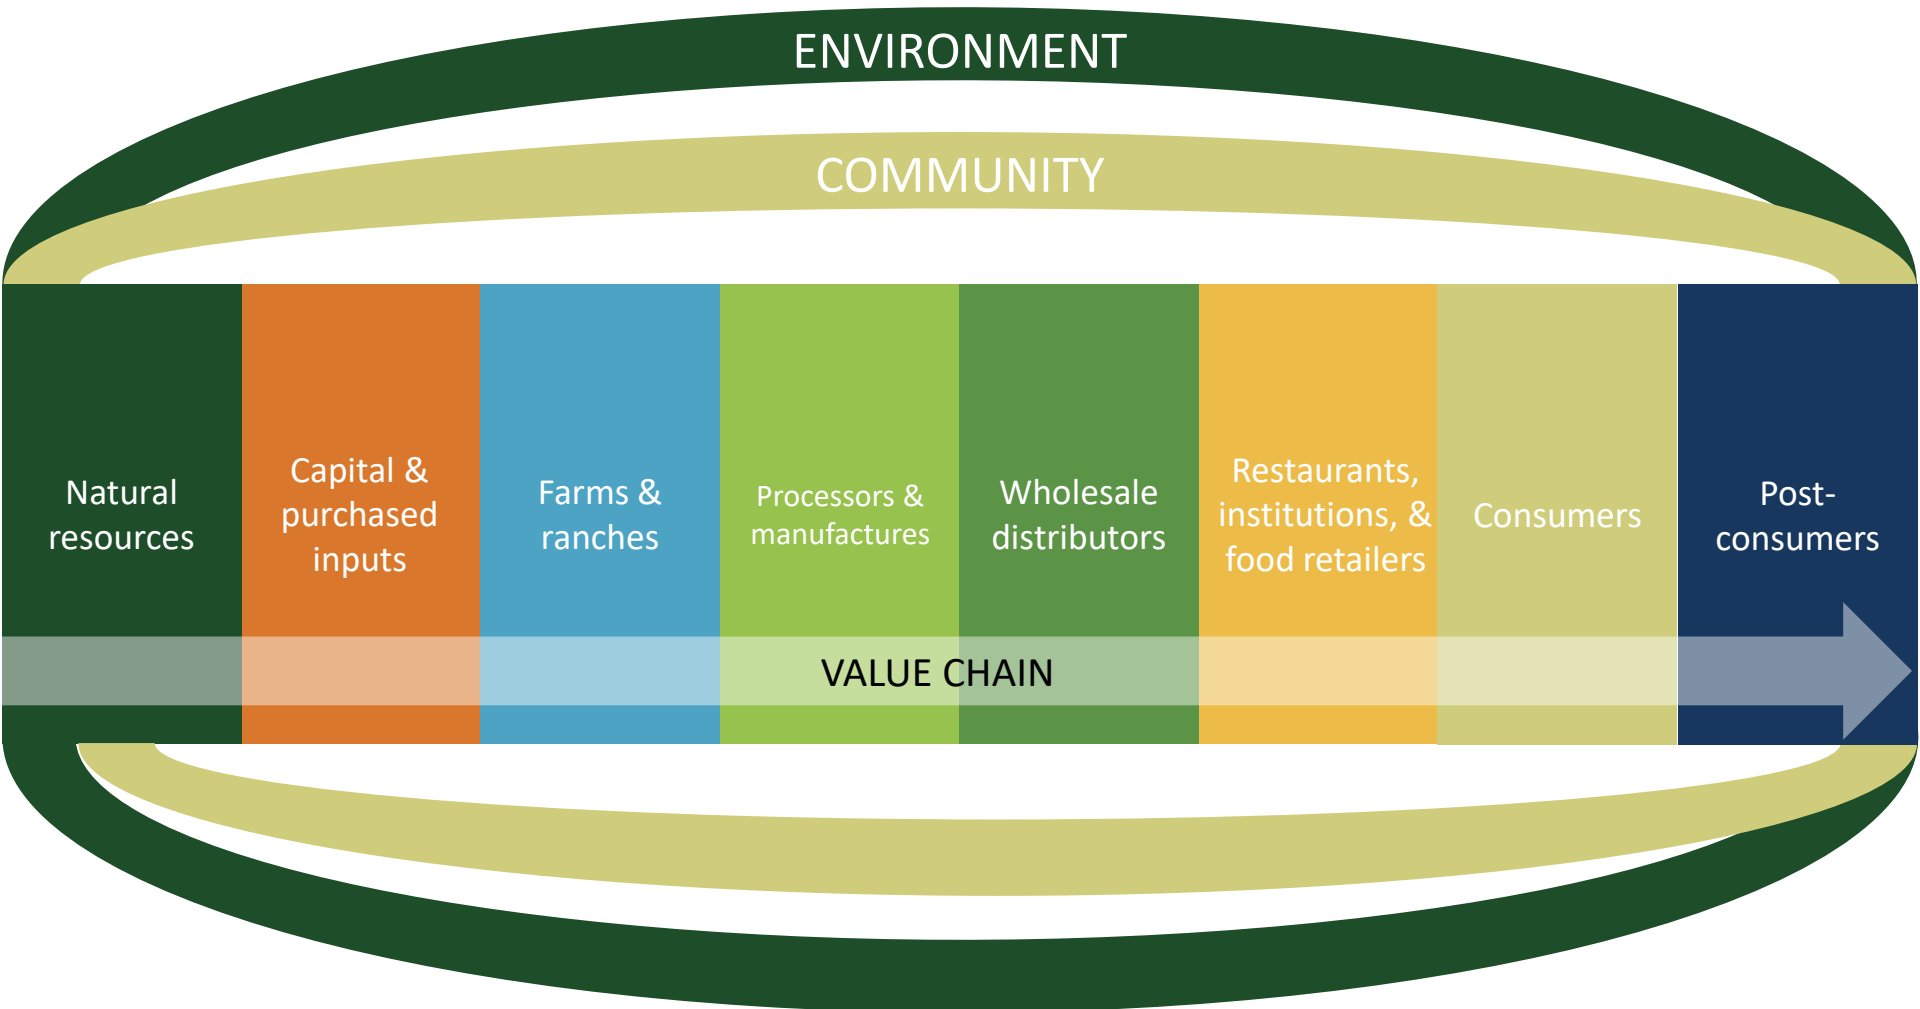 ENVIRONMENT
COMMUNITY
Natural
resources
Capital &
purchased
inputs
Farms &
ranches
Processors &
manufactures
Wholesale
distributors
Restaurants,
institutions, &
food retailers
Consumers
Post-
consumers
VALUE CHAIN